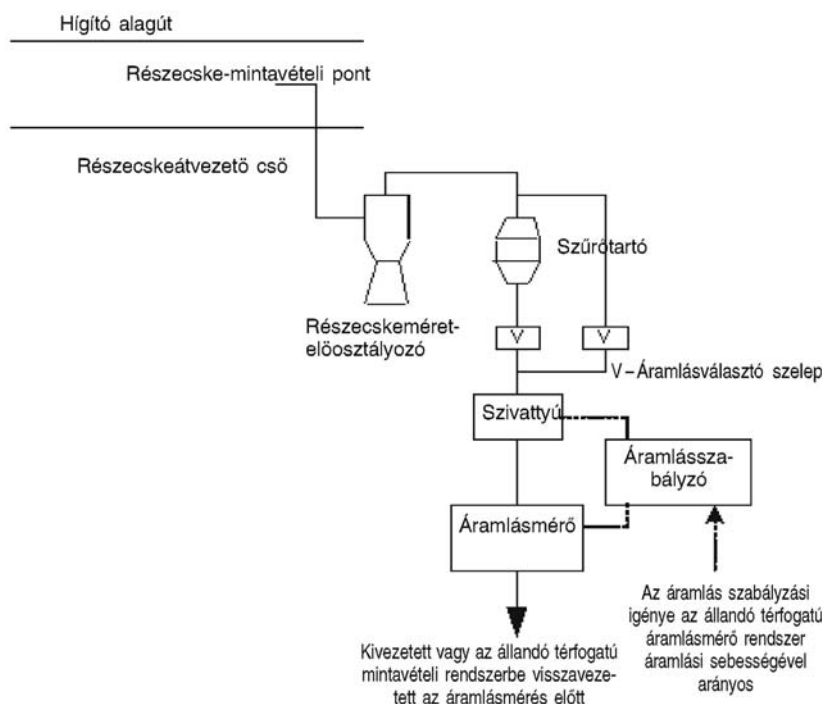 Hígító alagút
Részecske-mintavételi pont
Részecskeátvezető cső
Szűrőtartó
Részecskeméret-
előosztályozó
V
V
V–Áramlásválasztó szelep
Szivattyú
Áramlássza-
bályzó
Áramlásmérő
Az áramlás szabályzási
igénye az állandó térfogatú
áramlásmérő rendszer
áramlási sebességével
arányos
Kivezetett vagy az állandó térfogatú
mintavételi rendszerbe visszaveze-
tett az áramlásmérés előtt